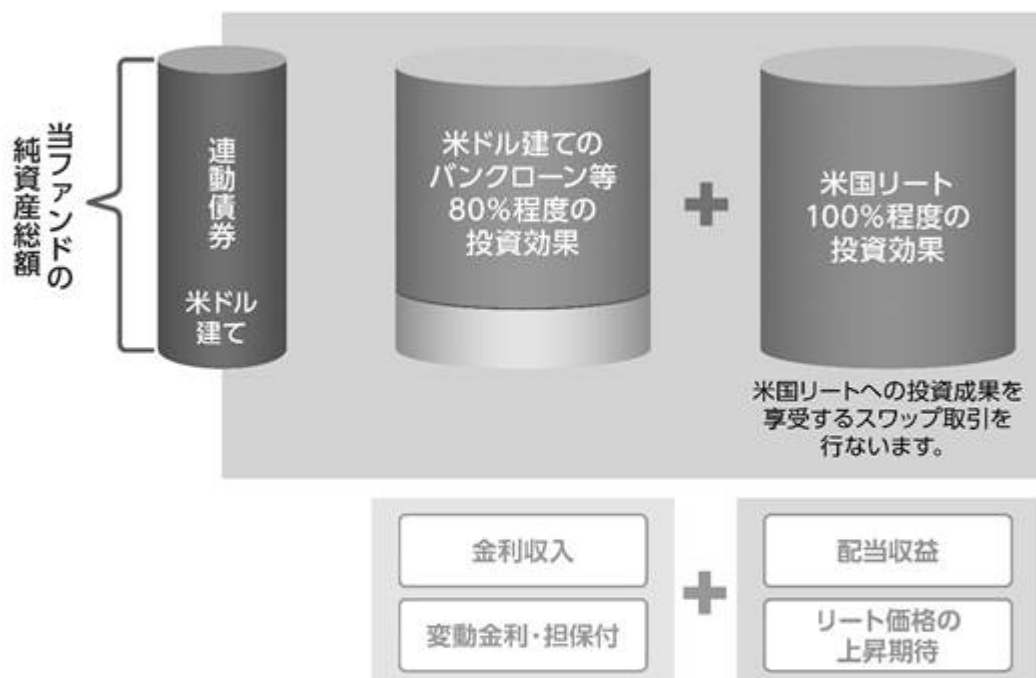 当ファンドの
純資産総額
連動債券
米ドル
建て
米ドル建ての
バンクローン等
80%程度の
投資効果
+
米国リート
100%程度の
投資効果
米国リートへの投資成果を
享受するスワップ取引を
行ないます。
金利収入
変動金利・担保付
+
配当収益
リート価格の
上昇期待